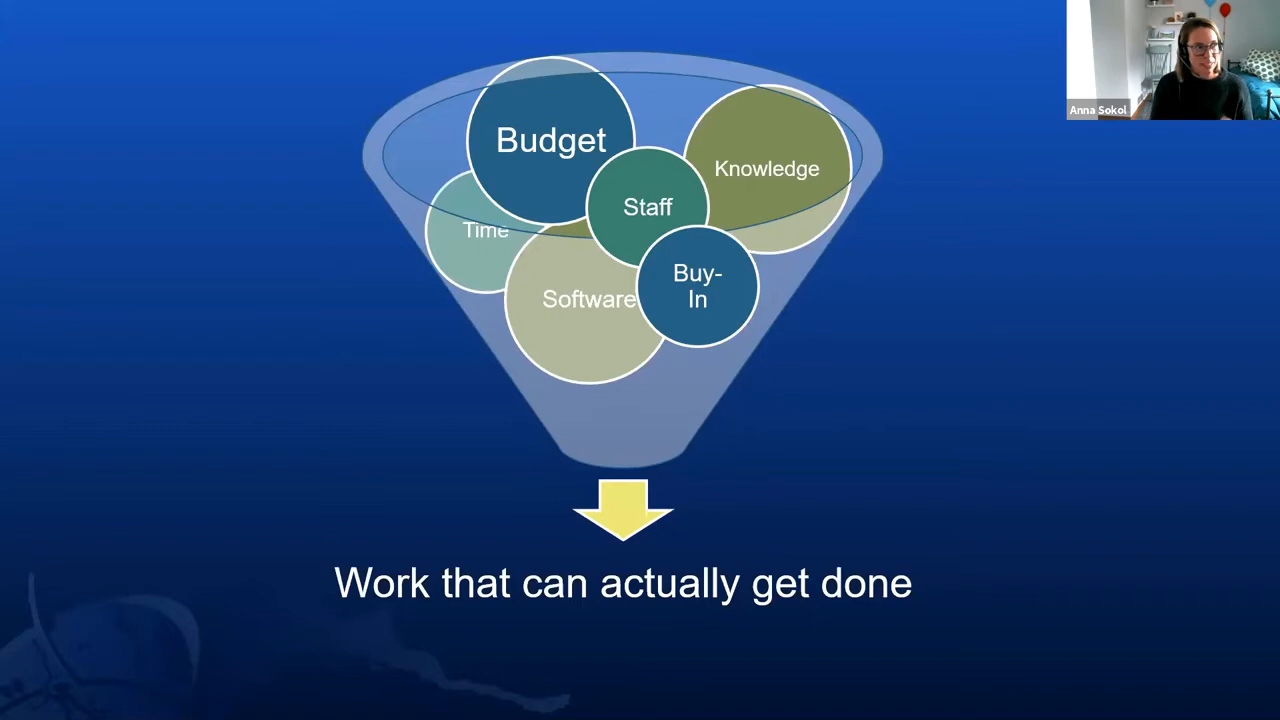 Anna Sokol
Budget
Knowledge
Staff
Time
Buy-
In
Software
Work that can actually get done